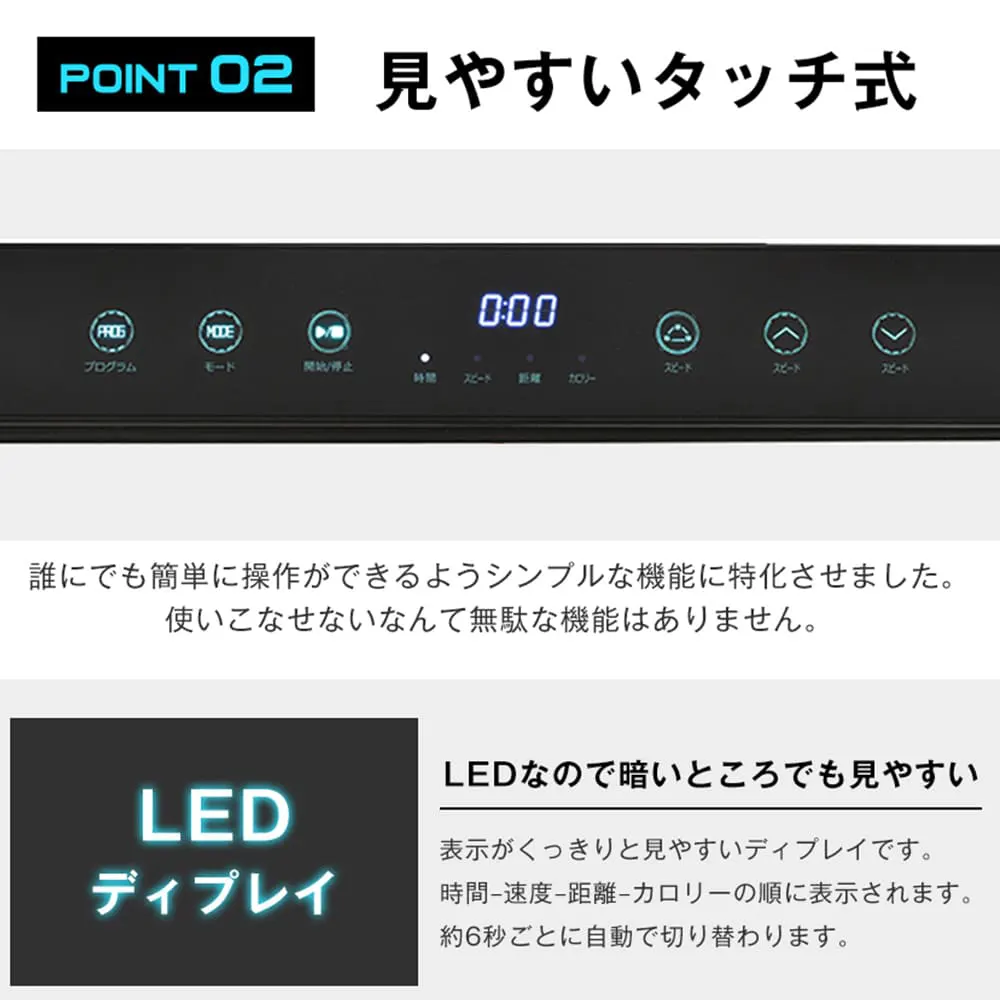 POINT 02
見やすいタッチ式
0:00
PROG
MODE
プログラム
モード
開始/停止
時間
スピード
距離
カロリー
スピード
スピード
スピード
誰にでも簡単に操作ができるようシンプルな機能に特化させました。
使いこなせないなんて無駄な機能はありません。
LED
ディプレイ
LEDなので暗いところでも見やすい
表示がくっきりと見やすいディプレイです。
時間–速度–距離–カロリーの順に表示されます。
約6秒ごとに自動で切り替わります。